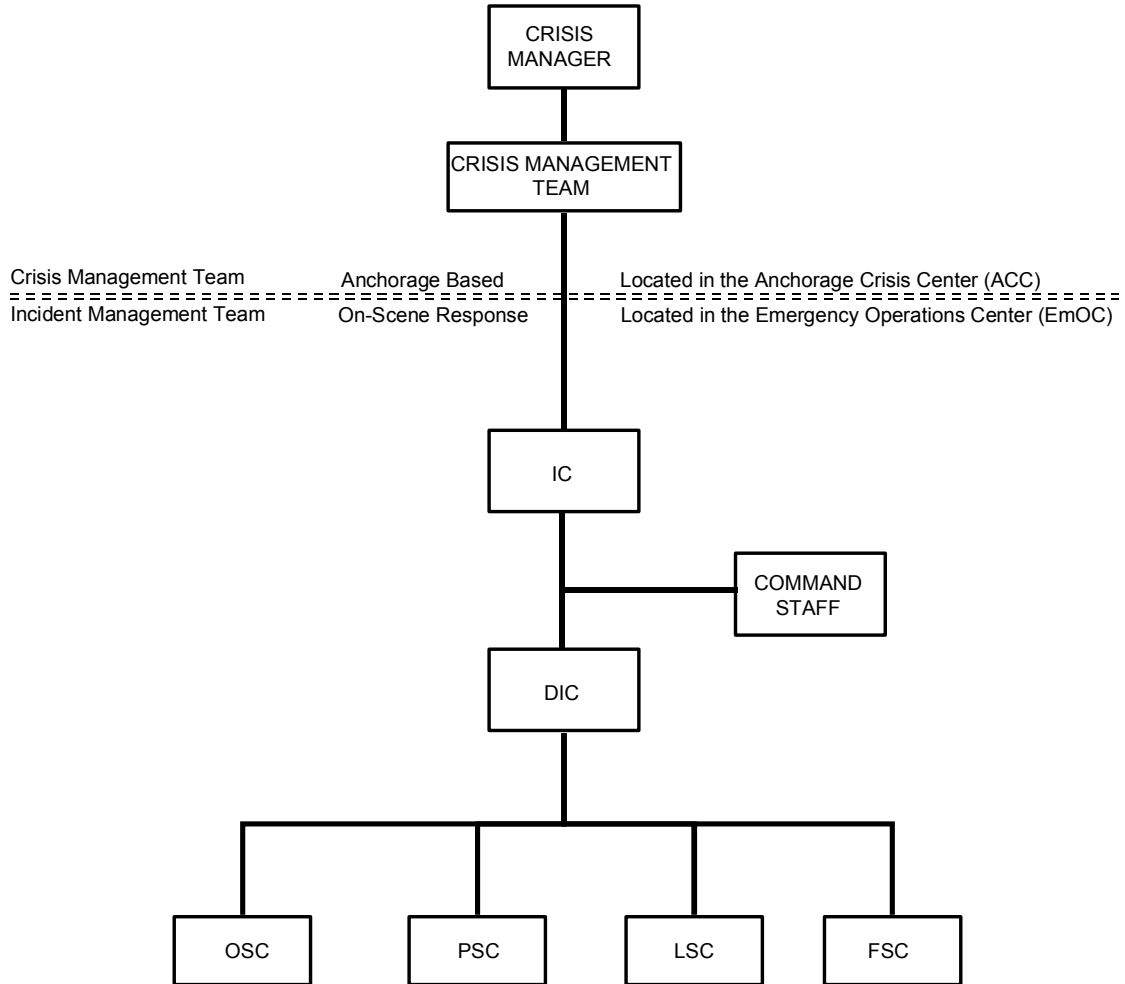 CRISIS
MANAGER
CRISIS MANAGEMENT
TEAM
Crisis Management Team Anchorage Based Located in the Anchorage Crisis Center (ACC)
Incident Management Team On-Scene Response Located in the Emergency Operations Center (EmOC)
IC
COMMAND
STAFF
DIC
OSC PSC LSC FSC